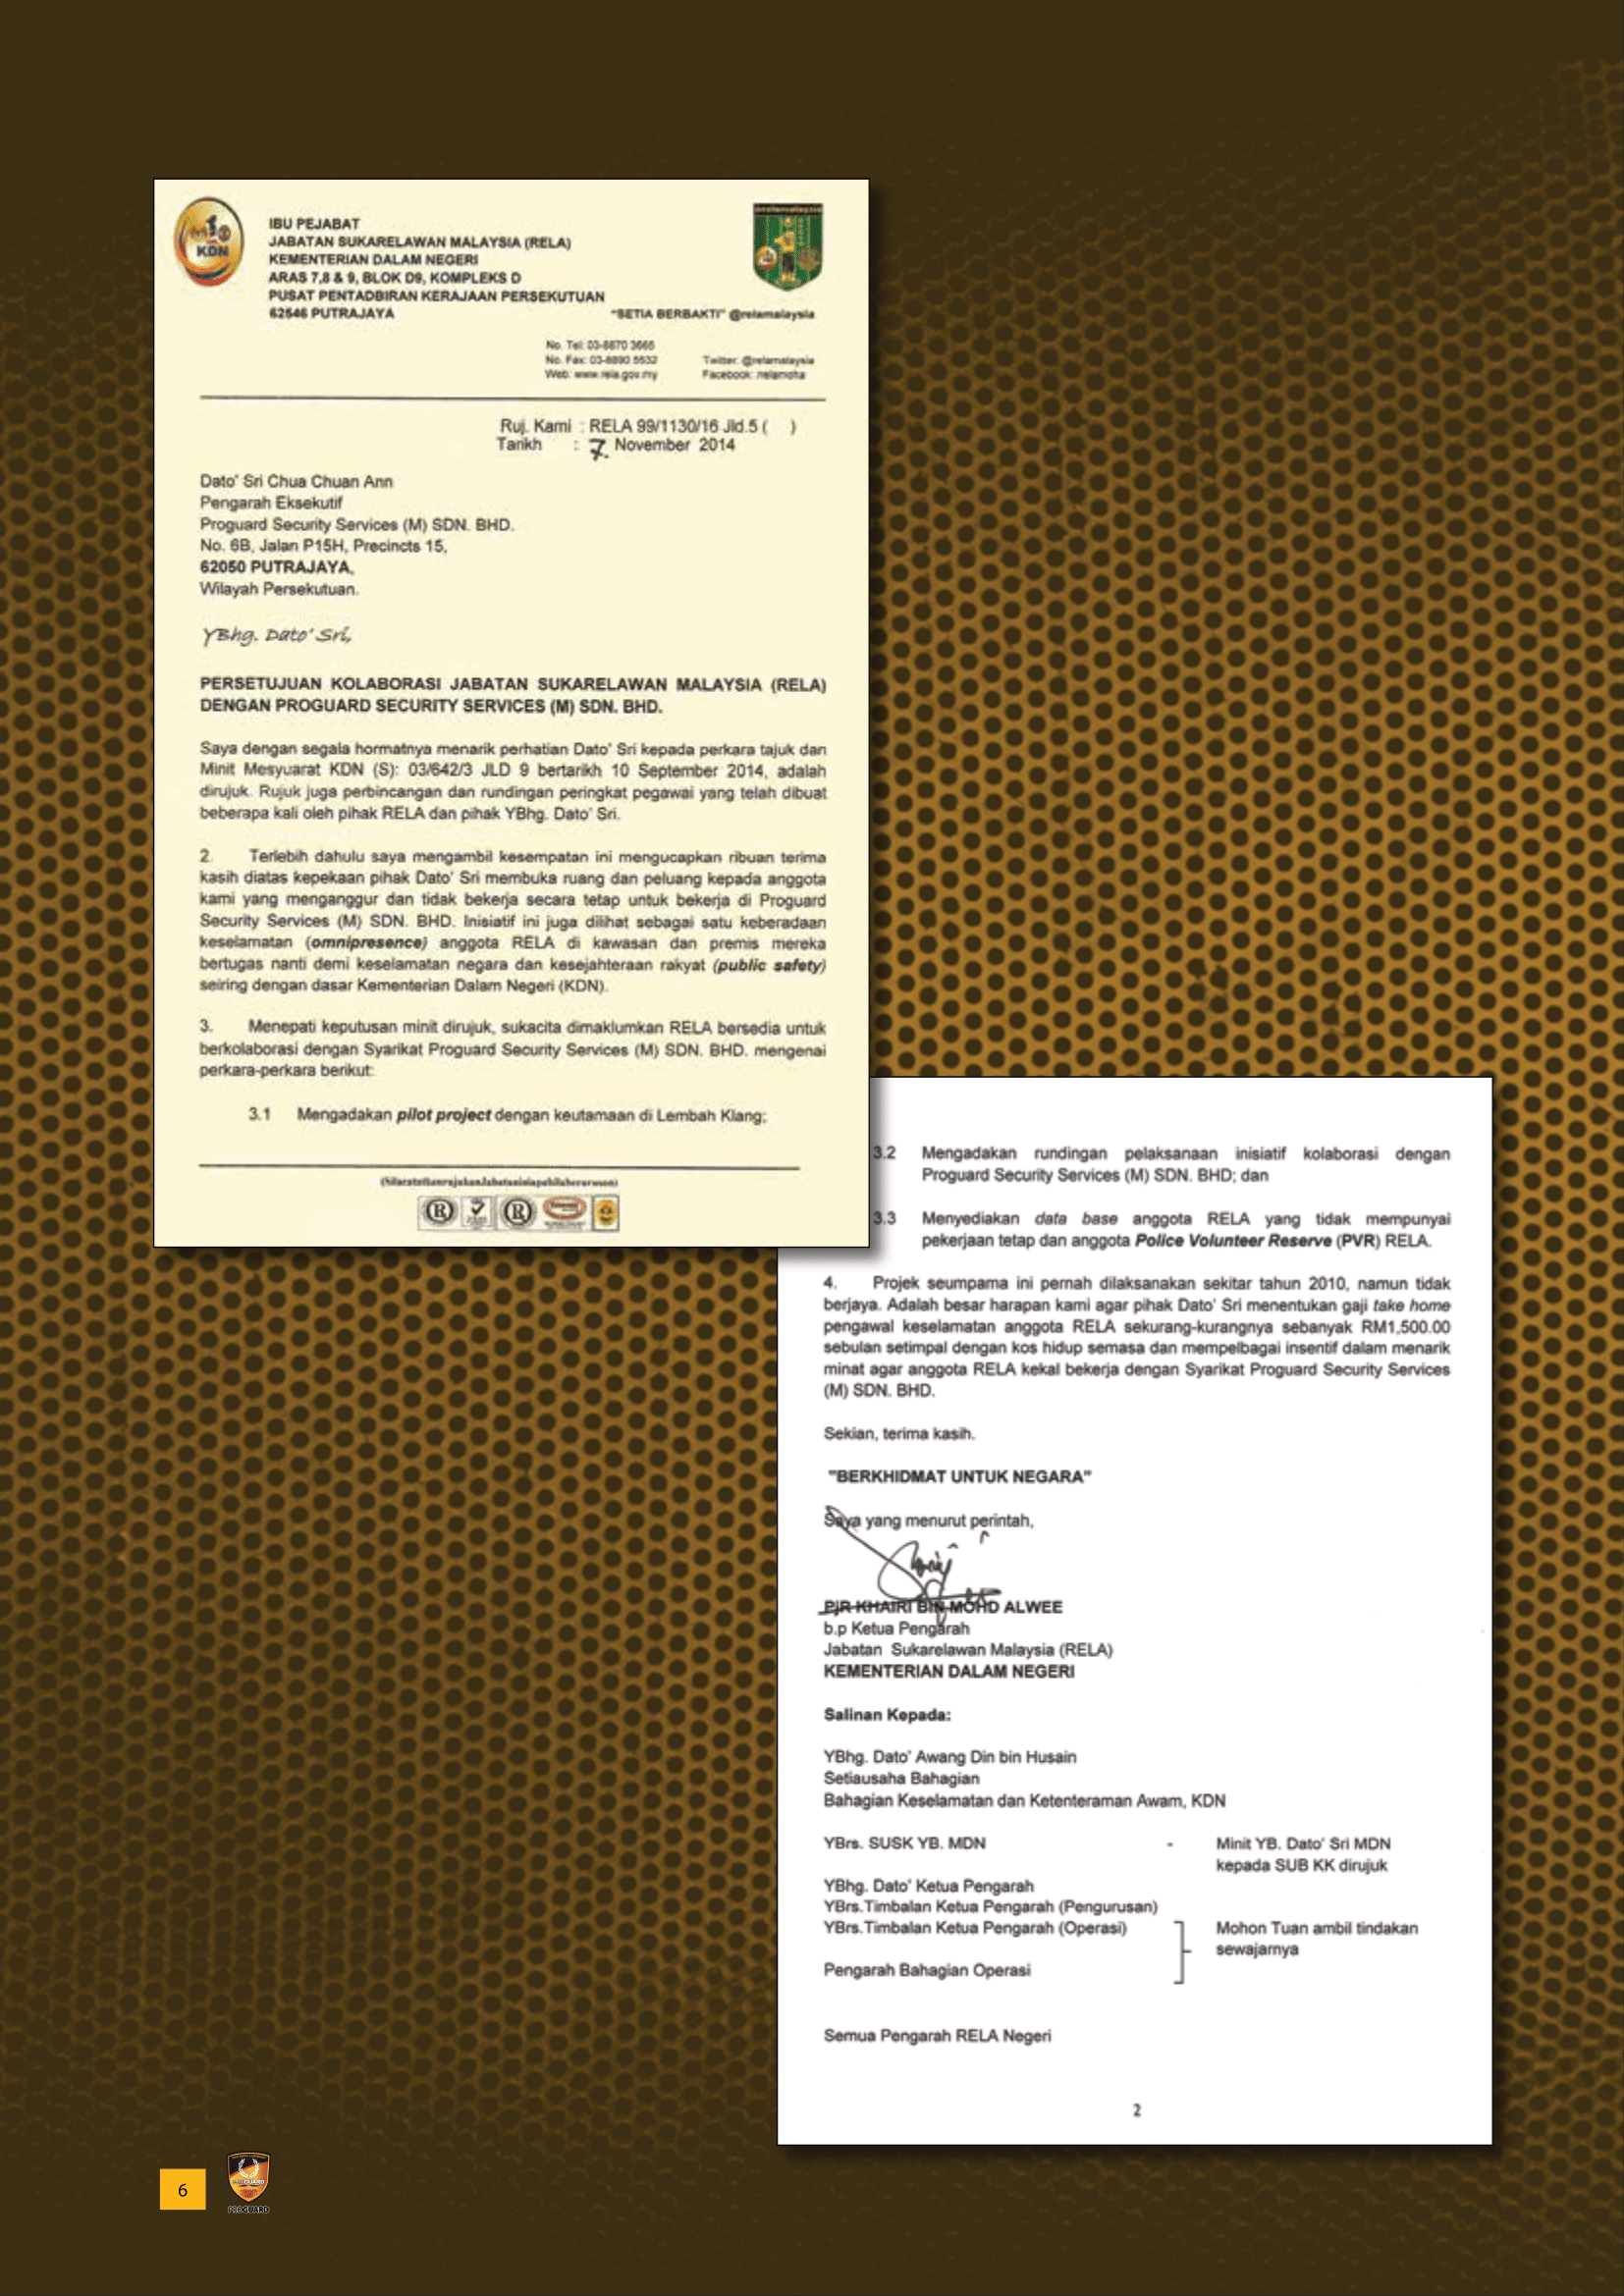 KDN
IBU PEJABAT
JABATAN SUKARELAWAN MALAYSIA (RELA)
KEMENTERIAN DALAM NEGERI
ARAS 7,8 & 9, BLOK D9, KOMPLEKS D
PUSAT PENTADBIRAN KERAJAAN PERSEKUTUAN
62546 PUTRAJAYA
"SETIA BERBAKTI" @relamalaysia
No. Tel: 03-8870 3665
No. Fax: 03-8890 5532
Web: www.rela.gov.my
Twitter: @relamalaysia
Facebook: relamoha
Ruj. Kami : RELA 99/1130/16 Jld.5 ( )
Tarikh : 7 November 2014
Dato' Sri Chua Chuan Ann
Pengarah Eksekutif
Proguard Security Services (M) SDN. BHD.
No. 6B, Jalan P15H, Precincts 15,
62050 PUTRAJAYA,
Wilayah Persekutuan.
YBhg. Dato' Sri,
PERSETUJUAN KOLABORASI JABATAN SUKARELAWAN MALAYSIA (RELA)
DENGAN PROGUARD SECURITY SERVICES (M) SDN. BHD.
Saya dengan segala hormatnya menarik perhatian Dato' Sri kepada perkara tajuk dan
Minit Mesyuarat KDN (S): 03/642/3 JLD 9 bertarikh 10 September 2014, adalah
dirujuk. Rujuk juga perbincangan dan rundingan peringkat pegawai yang telah dibuat
beberapa kali oleh pihak RELA dan pihak YBhg. Dato' Sri.
2. Terlebih dahulu saya mengambil kesempatan ini mengucapkan ribuan terima
kasih diatas kepekaan pihak Dato' Sri membuka ruang dan peluang kepada anggota
kami yang menganggur dan tidak bekerja secara tetap untuk bekerja di Proguard
Security Services (M) SDN. BHD. Inisiatif ini juga dilihat sebagai satu keberadaan
keselamatan (omnipresence) anggota RELA di kawasan dan premis mereka
bertugas nanti demi keselamatan negara dan kesejahteraan rakyat (public safety)
seiring dengan dasar Kementerian Dalam Negeri (KDN).
3. Menepati keputusan minit dirujuk, sukacita dimaklumkan RELA bersedia untuk
berkolaborasi dengan Syarikat Proguard Security Services (M) SDN. BHD. mengenai
perkara-perkara berikut:
3.1 Mengadakan pilot project dengan keutamaan di Lembah Klang;
3.2 Mengadakan rundingan pelaksanaan inisiatif kolaborasi dengan
Proguard Security Services (M) SDN. BHD; dan
3.3 Menyediakan data base anggota RELA yang tidak mempunyai
pekerjaan tetap dan anggota Police Volunteer Reserve (PVR) RELA.
4. Projek seumpama ini pernah dilaksanakan sekitar tahun 2010, namun tidak
berjaya. Adalah besar harapan kami agar pihak Dato' Sri menentukan gaji take home
pengawal keselamatan anggota RELA sekurang-kurangnya sebanyak RM1,500.00
sebulan setimpal dengan kos hidup semasa dan mempelbagai insentif dalam menarik
minat agar anggota RELA kekal bekerja dengan Syarikat Proguard Security Services
(M) SDN. BHD.
Sekian, terima kasih.
"BERKHIDMAT UNTUK NEGARA"
Saya yang menurut perintah,
PJR KHAIRI BIN MOHD ALWEE
b.p Ketua Pengarah
Jabatan Sukarelawan Malaysia (RELA)
KEMENTERIAN DALAM NEGERI
Salinan Kepada:
YBhg. Dato' Awang Din bin Husain
Setiausaha Bahagian
Bahagian Keselamatan dan Ketenteraman Awam, KDN
YBrs. SUSK YB. MDN - Minit YB. Dato' Sri MDN
kepada SUB KK dirujuk
YBhg. Dato' Ketua Pengarah
YBrs.Timbalan Ketua Pengarah (Pengurusan)
YBrs.Timbalan Ketua Pengarah (Operasi) Mohon Tuan ambil tindakan
sewajarnya
Pengarah Bahagian Operasi
Semua Pengarah RELA Negeri
2
6
PROGUARD